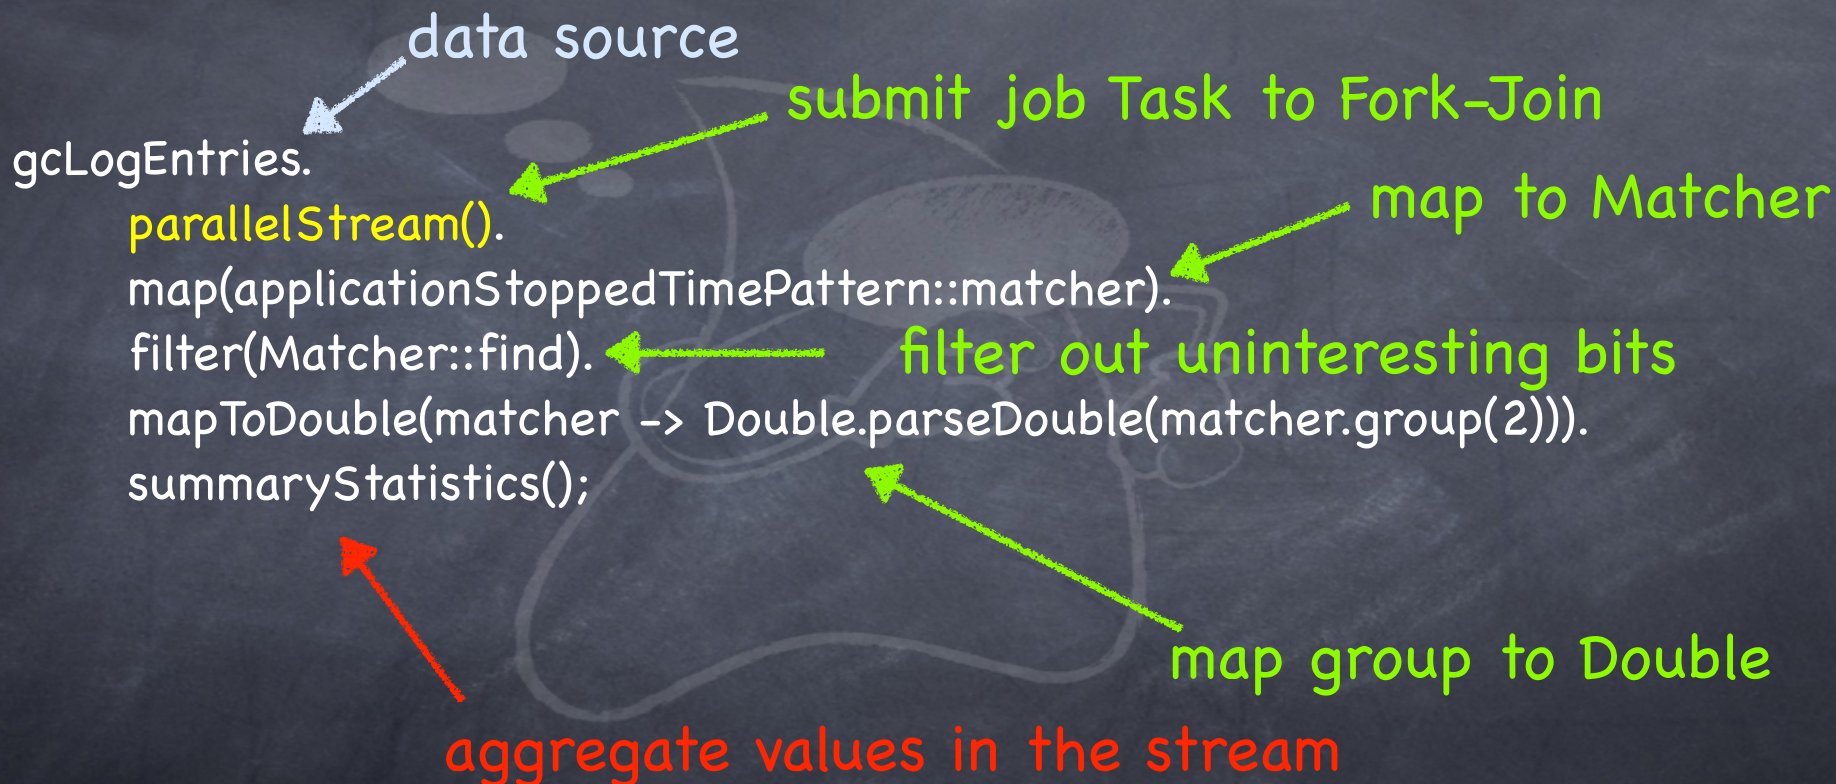 data source
submit job Task to Fork-Join
gcLogEntries.
map to Matcher
parallelStream().
map(applicationStoppedTimePattern::matcher).
filter(Matcher::find).
filter out uninteresting bits
mapToDouble(matcher -> Double.parseDouble(matcher.group(2))).
summaryStatistics();
map group to Double
aggregate values in the stream